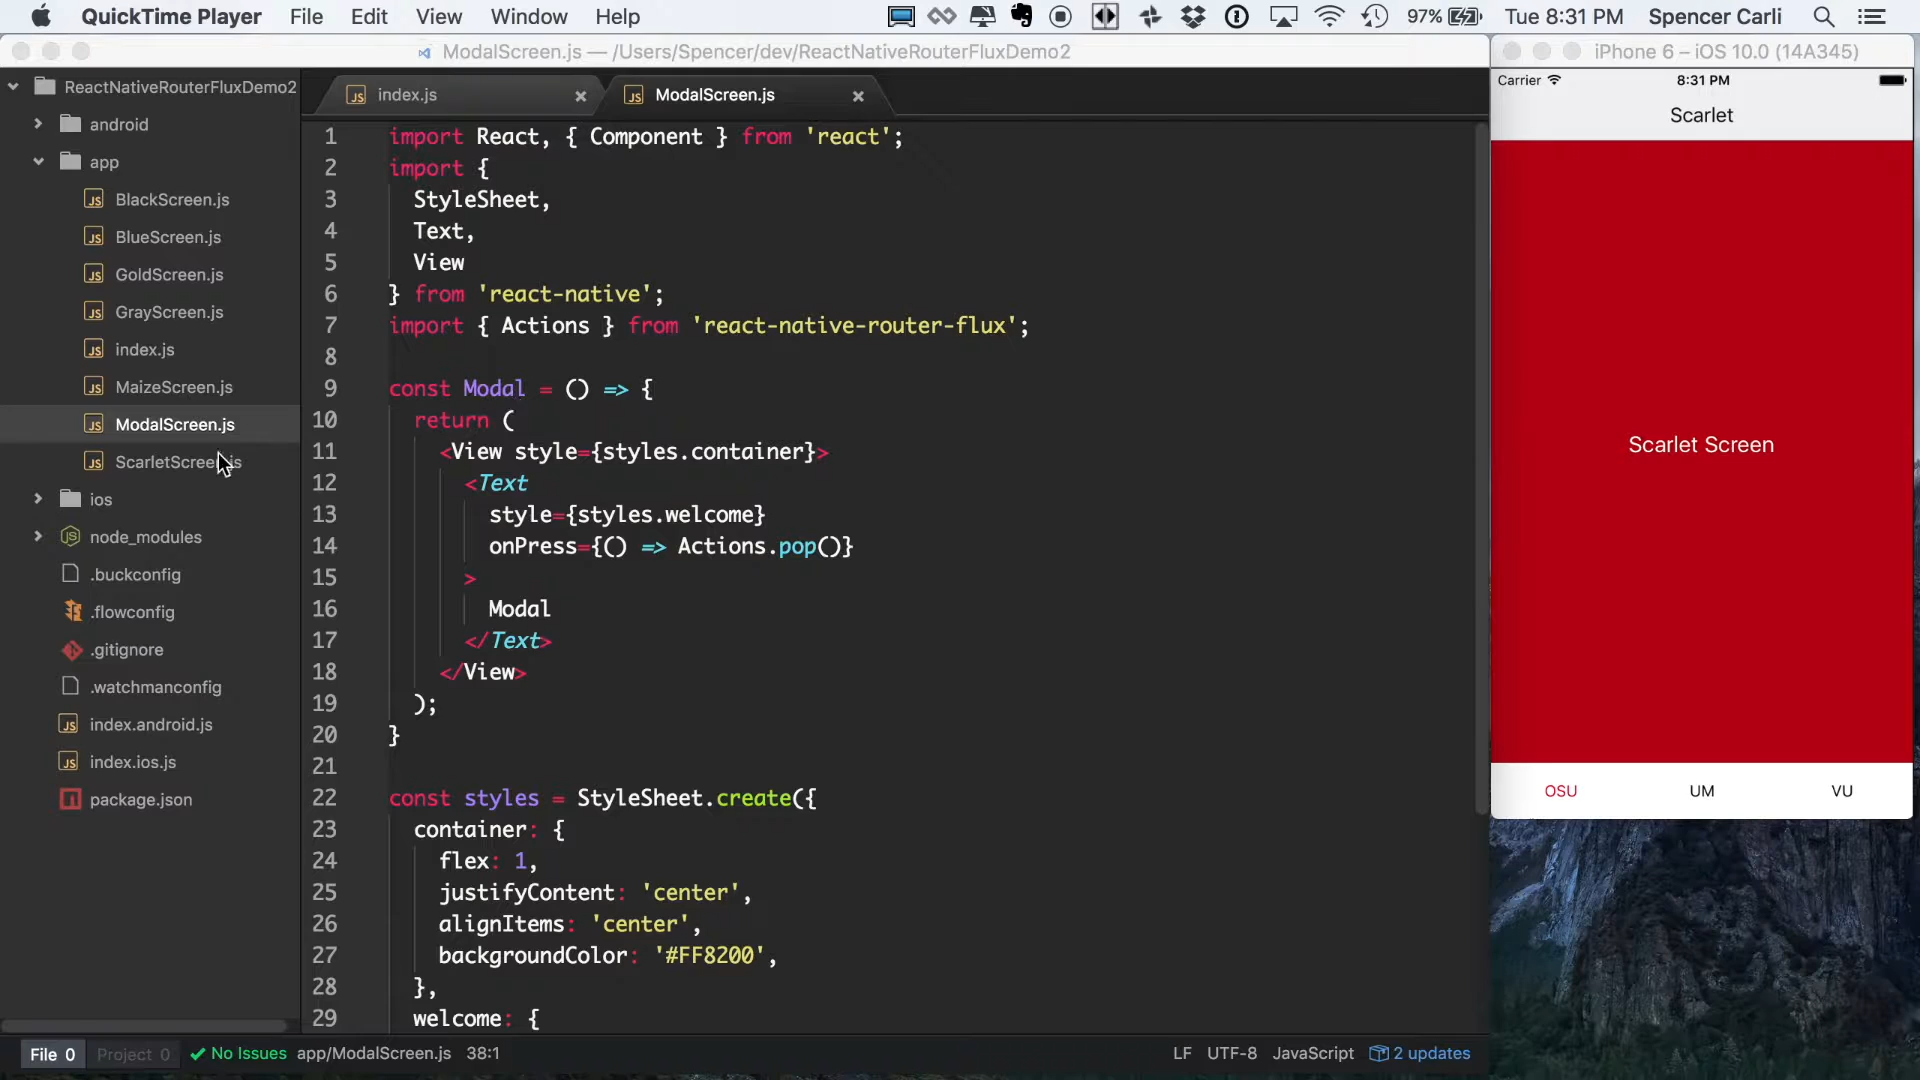 QuickTime Player File Edit View Window Help 97% Tue 8:31 PM Spencer Carli
ModalScreen.js — /Users/Spencer/dev/ReactNativeRouterFluxDemo2
ReactNativeRouterFluxDemo2
android
app
BlackScreen.js
BlueScreen.js
GoldScreen.js
GrayScreen.js
index.js
MaizeScreen.js
ModalScreen.js
ScarletScreen.js
ios
node_modules
.buckconfig
.flowconfig
.gitignore
.watchmanconfig
index.android.js
index.ios.js
package.json
index.js
ModalScreen.js
1 import React, { Component } from 'react';
2 import {
3 StyleSheet,
4 Text,
5 View
6 } from 'react-native';
7 import { Actions } from 'react-native-router-flux';
8
9 const Modal = () => {
10 return (
11 <View style={styles.container}>
12 <Text
13 style={styles.welcome}
14 onPress={() => Actions.pop()}
15 >
16 Modal
17 </Text>
18 </View>
19 );
20 }
21
22 const styles = StyleSheet.create({
23 container: {
24 flex: 1,
25 justifyContent: 'center',
26 alignItems: 'center',
27 backgroundColor: '#FF8200',
28 },
29 welcome: {
File 0 Project 0 No Issues app/ModalScreen.js 38:1 LF UTF-8 JavaScript 2 updates
iPhone 6 – iOS 10.0 (14A345)
Carrier 8:31 PM
Scarlet
Scarlet Screen
OSU UM VU